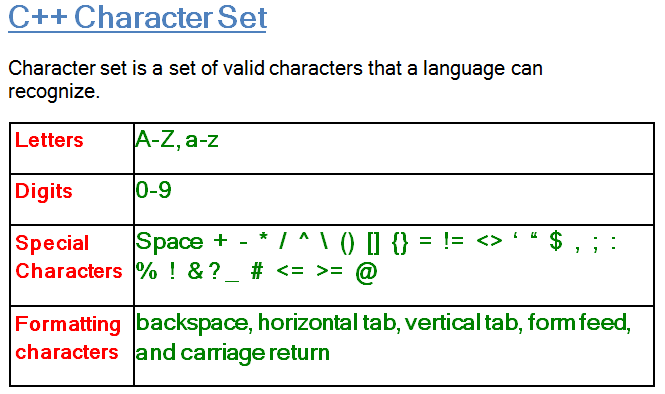 C++ Character Set
Character set is a set of valid characters that a language can
recognize.
Letters A-Z, a-z
Digits 0-9
Special Space + - * / ^ \ () [] {} = != <> ‘ “ $ , ; :
Characters % ! & ? _ # <= >= @
Formatting backspace, horizontal tab, vertical tab, form feed,
characters and carriage return